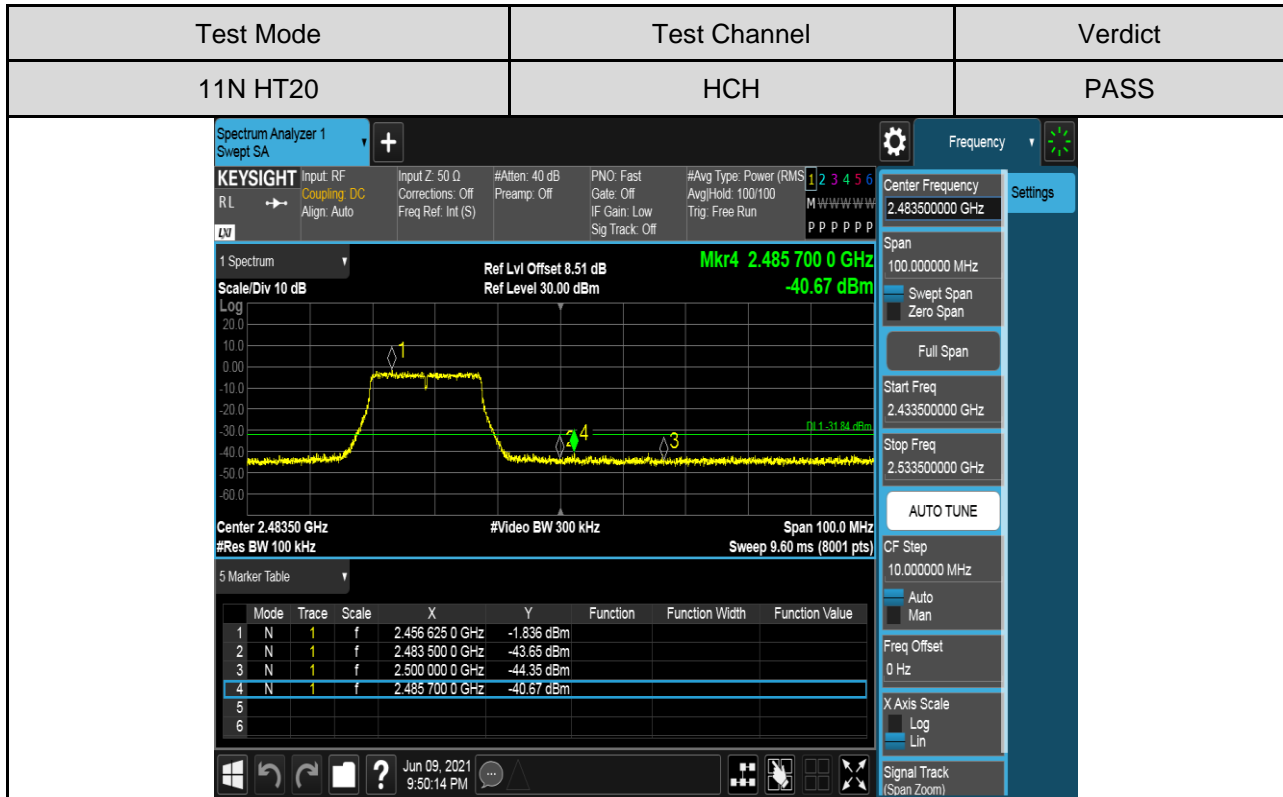 Test Mode Test Channel Verdict
11N HT20 HCH PASS
Spectrum Analyzer 1
Swept SA
+
Frequency
KEYSIGHT Input: RF Input Z: 50 Ω #Atten: 40 dB PNO: Fast #Avg Type: Power (RMS 1 2 3 4 5 6
RL Coupling: DC Corrections: Off Preamp: Off Gate: Off Avg|Hold: 100/100 M W W W W W
Align: Auto Freq Ref: Int (S) IF Gain: Low Trig: Free Run
LXI Sig Track: Off P P P P P P
1 Spectrum
Ref Lvl Offset 8.51 dB Mkr4 2.485 700 0 GHz
Scale/Div 10 dB Ref Level 30.00 dBm -40.67 dBm
Log
20.0
10.0
0.00
-10.0
-20.0
-30.0
-40.0
-50.0
-60.0
1
2 4 3
DL1 -31.84 dBm
Center 2.48350 GHz #Video BW 300 kHz Span 100.0 MHz
#Res BW 100 kHz Sweep 9.60 ms (8001 pts)
5 Marker Table
Mode Trace Scale X Y Function Function Width Function Value
1 N 1 f 2.456 625 0 GHz -1.836 dBm
2 N 1 f 2.483 500 0 GHz -43.65 dBm
3 N 1 f 2.500 000 0 GHz -44.35 dBm
4 N 1 f 2.485 700 0 GHz -40.67 dBm
5
6
?
Jun 09, 2021
9:50:14 PM
Center Frequency
2.483500000 GHz
Settings
Span
100.000000 MHz
Swept Span
Zero Span
Full Span
Start Freq
2.433500000 GHz
Stop Freq
2.533500000 GHz
AUTO TUNE
CF Step
10.000000 MHz
Auto
Man
Freq Offset
0 Hz
X Axis Scale
Log
Lin
Signal Track
(Span Zoom)